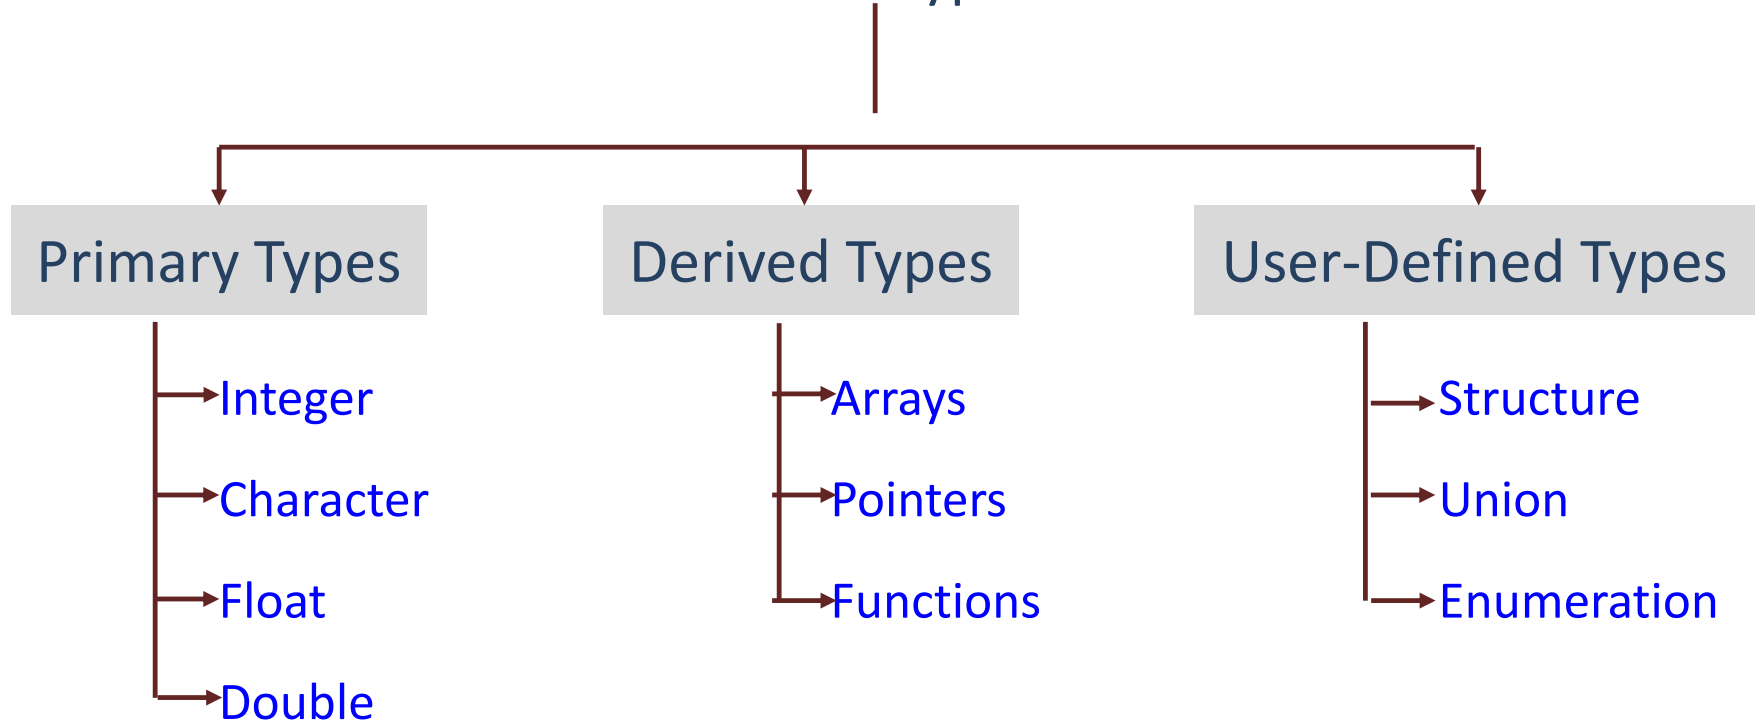 Primary Types
Derived Types
User-Defined Types
Integer
Arrays
Structure
Character
Pointers
Union
Float
Functions
Enumeration
Double